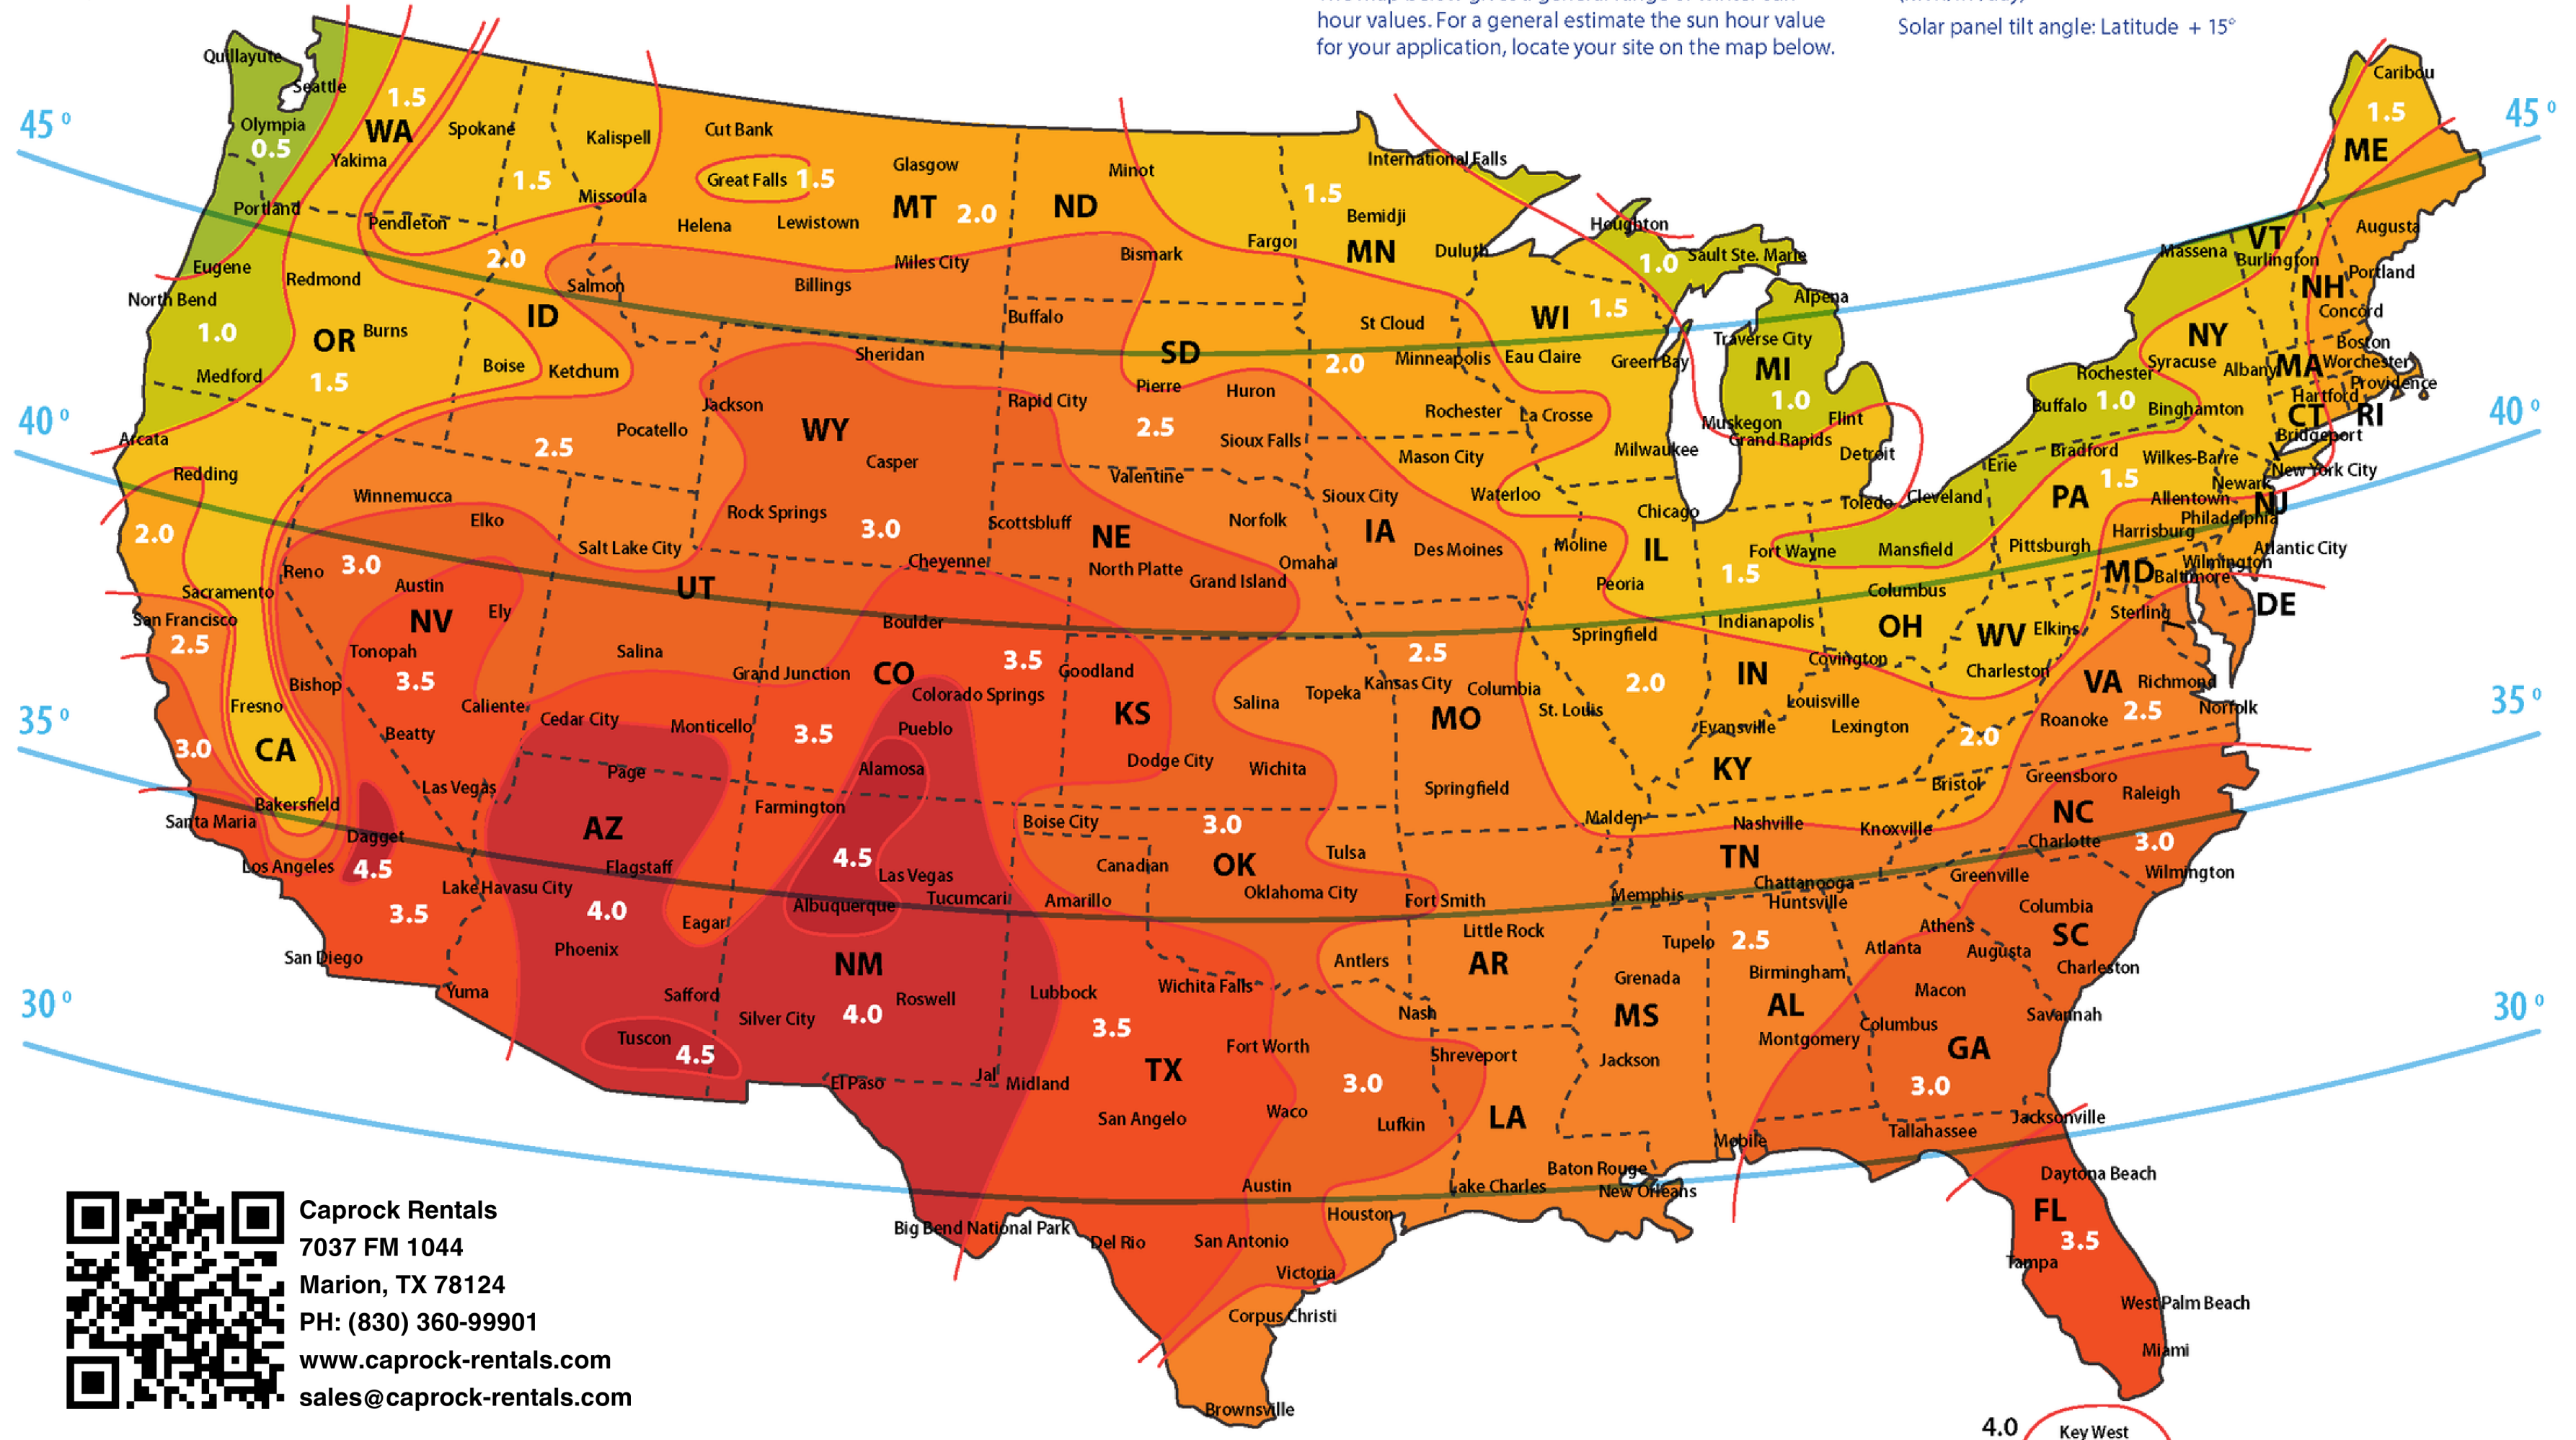 hour values. For a general estimate the sun hour value
for your application, locate your site on the map below.
Solar panel tilt angle: Latitude + 15°
Quillayute
Seattle
Caribou
1.5
WA
Spokane
Kalispell
Cut Bank
1.5
45°
45°
Olympia
0.5
Yakima
Glasgow
Minot
International Falls
ME
1.5
Great Falls 1.5
Missoula
1.5
Portland
Pendleton
Helena
Lewistown
MT 2.0
ND
Bemidji
Houghton
Augusta
2.0
Miles City
Bismark
Fargo
MN
Duluth
1.0
Sault Ste. Marie
Massena
VT
Burlington
Eugene
Redmond
Salmon
Billings
Alpena
NH
Portland
North Bend
1.0
OR
Burns
ID
Buffalo
St Cloud
WI
1.5
Traverse City
NY
Concord
Boston
Medford
1.5
Boise
Ketchum
Sheridan
SD
2.0
Minneapolis
Eau Claire
Green Bay
MI
1.0
Syracuse
Albany
MA
Worchester
Providence
Rochester
Hartford
40°
40°
Arcata
Jackson
Rapid City
Pierre
Huron
Rochester
La Crosse
Muskegon
Flint
Buffalo
1.0
Binghamton
CT
RI
Bridgeport
Redding
2.5
Pocatello
WY
2.5
Sioux Falls
Grand Rapids
Casper
Mason City
Milwaukee
Detroit
Erie
Bradford
Wilkes-Barre
New York City
Winnemucca
Valentine
Sioux City
Waterloo
Toledo
Cleveland
PA
1.5
Newark
Allentown
NJ
2.0
Elko
Rock Springs
3.0
Scottsbluff
NE
Norfolk
IA
Chicago
Philadelphia
Harrisburg
Salt Lake City
Cheyenne
Omaha
Des Moines
Moline
IL
Fort Wayne
Mansfield
Pittsburgh
Atlantic City
Reno
3.0
Austin
UT
North Platte
Grand Island
Peoria
1.5
Columbus
MD
Wilmington
Baltimore
Sacramento
San Francisco
NV
Ely
Boulder
Springfield
Indianapolis
OH
WV
Elkins
Sterling
DE
2.5
Tonopah
3.5
Salina
Grand Junction
CO
3.5
Goodland
2.5
Kansas City
Columbia
2.0
IN
Covington
Charleston
VA
Richmond
35°
35°
Bishop
Fresno
Caliente
Colorado Springs
KS
Salina
Topeka
St. Louis
Louisville
Roanoke
2.5
Norfolk
Cedar City
Monticello
3.5
Pueblo
MO
Evansville
Lexington
2.0
3.0
CA
Beatty
Page
Alamosa
Dodge City
Wichita
KY
Greensboro
Las Vegas
Springfield
Bristol
Raleigh
Bakersfield
Farmington
NC
Santa Maria
Dagget
AZ
Boise City
3.0
Malden
Nashville
Knoxville
Charlotte
3.0
Los Angeles
4.5
Flagstaff
4.5
Las Vegas
Canadian
OK
Tulsa
TN
Greenville
Wilmington
Lake Havasu City
Chattanooga
3.5
4.0
Eagar
Albuquerque
Tucumcari
Amarillo
Oklahoma City
Fort Smith
Memphis
Huntsville
Columbia
San Diego
Phoenix
NM
Little Rock
Tupelo
2.5
Atlanta
Athens
Augusta
SC
Yuma
Safford
Silver City
4.0
Roswell
Lubbock
Wichita Falls
Antlers
AR
Grenada
Birmingham
Charleston
30°
30°
Macon
Tuscon
4.5
3.5
Nash
MS
AL
Columbus
Savannah
El Paso
Jal
Midland
TX
Fort Worth
3.0
Shreveport
Jackson
Montgomery
GA
3.0
San Angelo
Waco
Lufkin
LA
Mobile
Tallahassee
Jacksonville
Austin
Baton Rouge
Lake Charles
New Orleans
Daytona Beach
Big Bend National Park
Del Rio
San Antonio
Houston
FL
3.5
Victoria
Tampa
Corpus Christi
West Palm Beach
Miami
Brownsville
4.0
Key West
Caprock Rentals
7037 FM 1044
Marion, TX 78124
PH: (830) 360-99901
www.caprock-rentals.com
sales@caprock-rentals.com